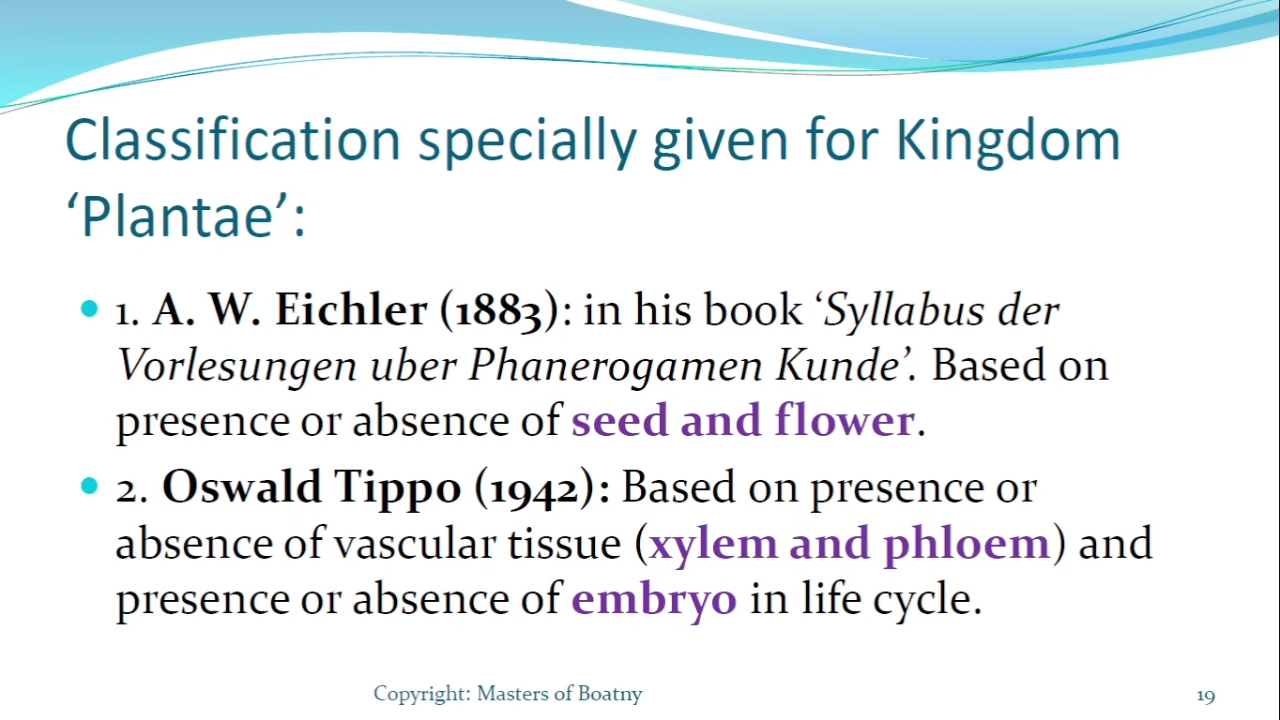 Classification specially given for Kingdom
‘Plantae’:
• 1. A. W. Eichler (1883): in his book ‘Syllabus der
Vorlesungen uber Phanerogamen Kunde’. Based on
presence or absence of seed and flower.
• 2. Oswald Tippo (1942): Based on presence or
absence of vascular tissue (xylem and phloem) and
presence or absence of embryo in life cycle.
Copyright: Masters of Boatny
19